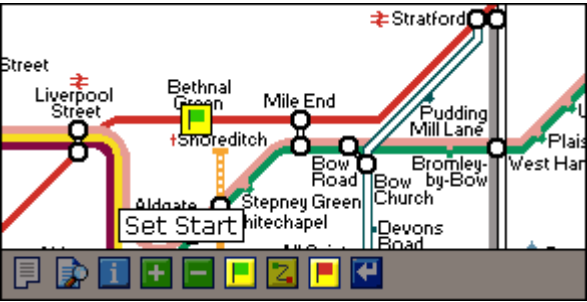 Stratford
Street
Liverpool
Street
Bethnal
Green
Mile End
Pudding
Mill Lane
Shoreditch
Plais
Bow
Road
Bow
Church
Bromley-
by-Bow
West Ham
Aldgate
Stepney Green
hitechapel
Set Start
Devons
Road